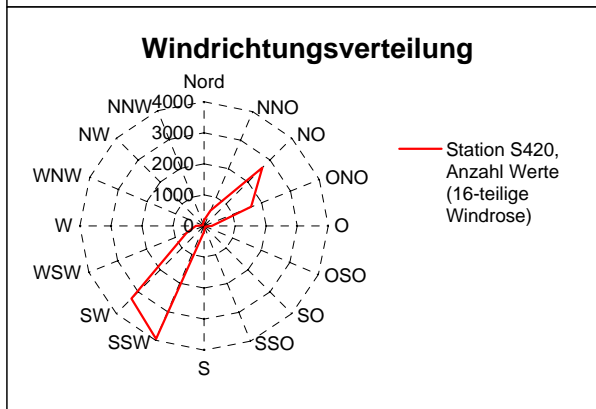 Windrichtungsverteilung
Nord
NNO
NO
ONO
O
OSO
SO
SSO
S
SSW
SW
WSW
W
WNW
NW
NNW
4000
3000
2000
1000
0
Station S420,
Anzahl Werte
(16-teilige
Windrose)